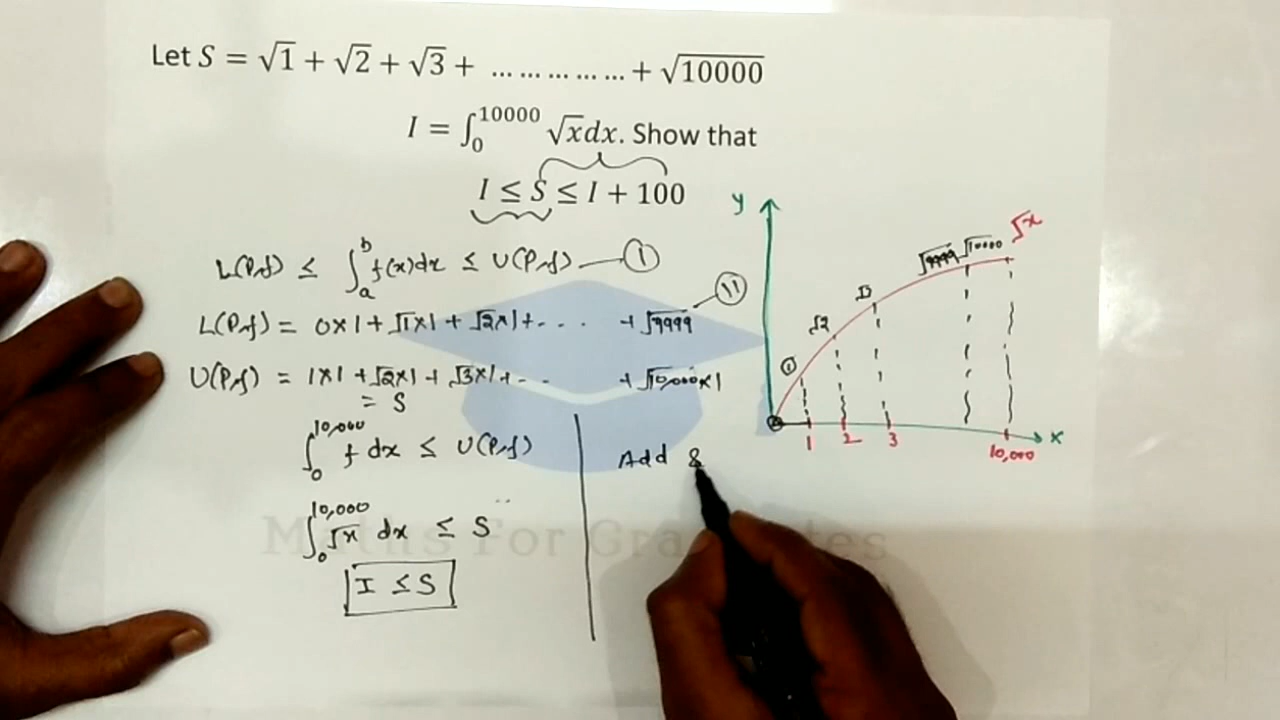 Let S = √1 + √2 + √3 + ……………… + √10000
I = ∫₀¹⁰⁰⁰⁰ √x dx. Show that
I ≤ S ≤ I + 100
L(P,f) ≤ ∫ₐᵇ f(x)dx ≤ U(P,f) — (I)
L(P,f) = 0×1 + √1×1 + √2×1 + - . . . + √9999 — (II)
U(P,f) = 1×1 + √2×1 + √3×1 + - . . + √10,000×1
= S
∫₀¹⁰,⁰⁰⁰ f dx ≤ U(P,f)
∫₀¹⁰,⁰⁰⁰ √x dx ≤ S
I ≤ S
Add &
y
√x
√10000
√9999
√3
√2
1
1 2 3 10,000 x
Maths For Graduates